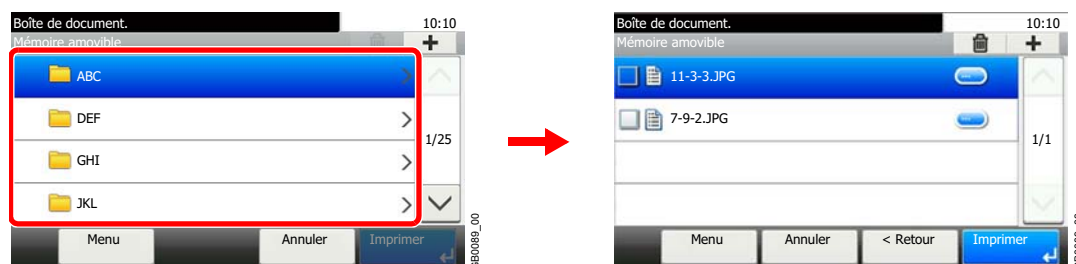 Boîte de document.
10:10
Mémoire amovible
ABC
DEF
GHI
JKL
1/25
Menu
Annuler
Imprimer
Boîte de document.
10:10
Mémoire amovible
11-3-3.JPG
7-9-2.JPG
1/1
Menu
Annuler
< Retour
Imprimer